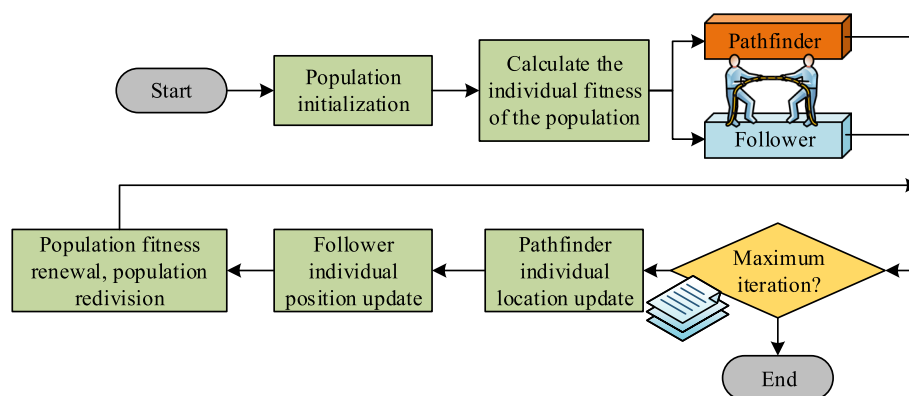 Start
Population
initialization
Calculate the
individual fitness
of the population
Pathfinder
Follower
Population fitness
renewal, population
redivision
Follower
individual
position update
Pathfinder
individual
location update
Maximum
iteration?
End